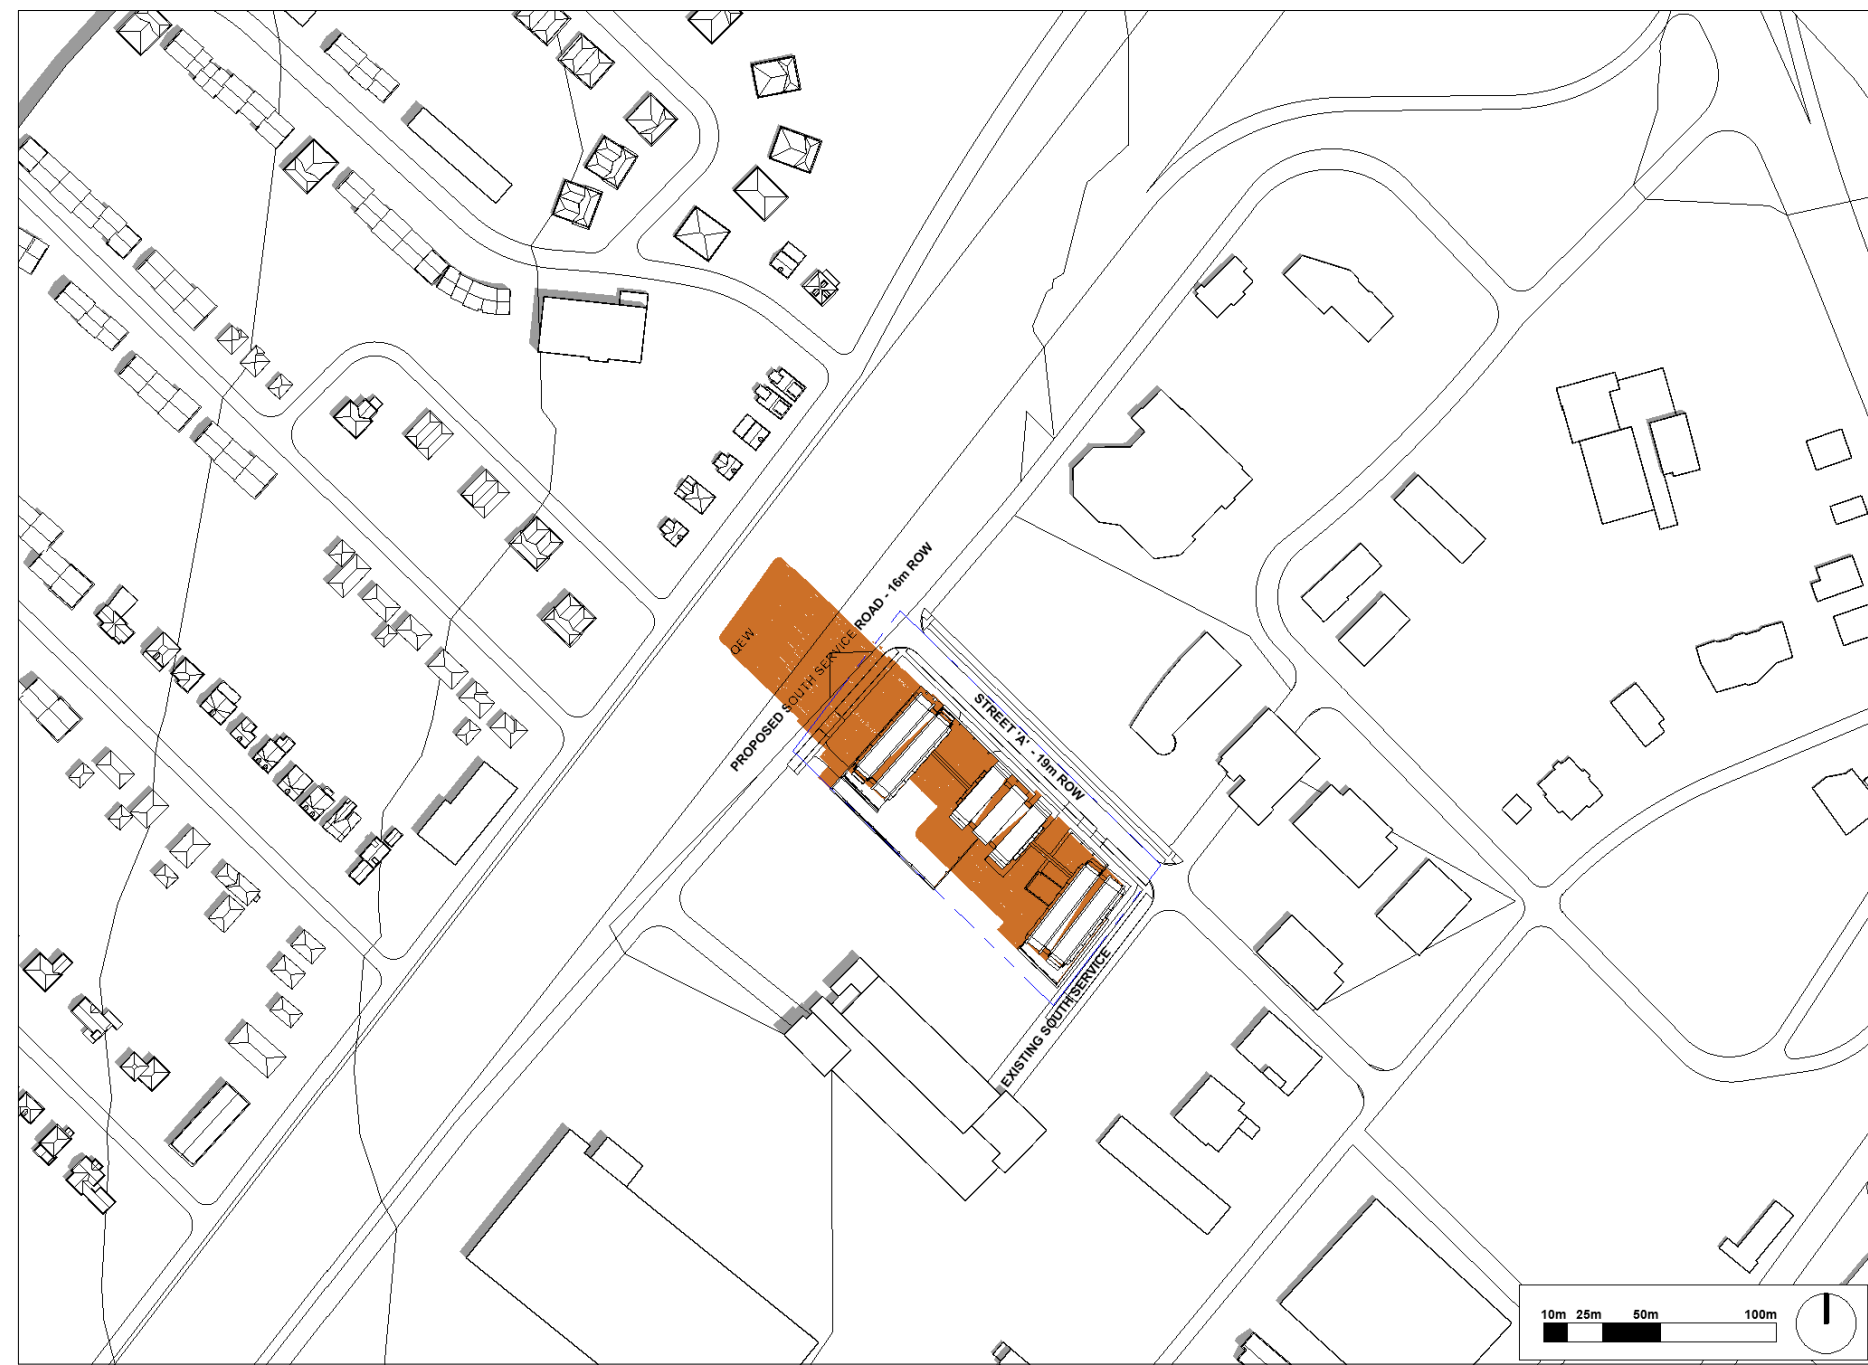 QEW
PROPOSED SOUTH SERVICE ROAD - 16m ROW
STREET 'A' - 19m ROW
EXISTING SOUTH SERVICE
10m 25m 50m 100m